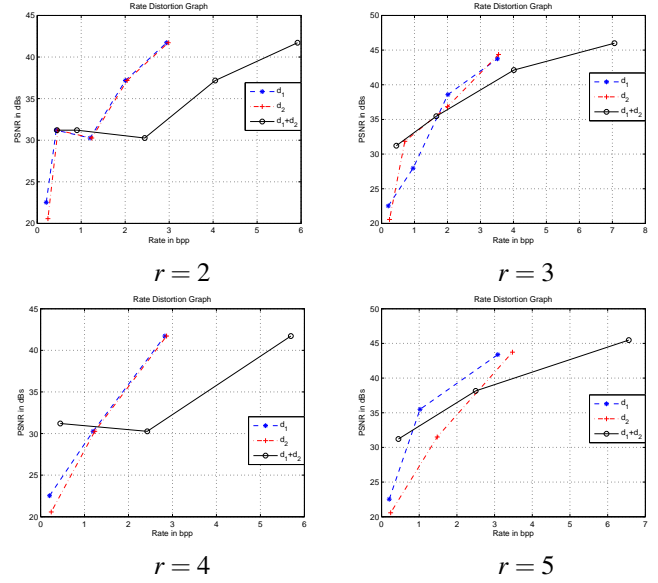 Rate Distortion Graph
45
40
35
30
25
20
PSNR in dBs
d₁
d₂
d₁+d₂
0 1 2 3 4 5 6
Rate in bpp
r = 2
Rate Distortion Graph
50
45
40
35
30
25
20
PSNR in dBs
d₁
d₂
d₁+d₂
0 1 2 3 4 5 6 7 8
Rate in bpp
r = 3
Rate Distortion Graph
45
40
35
30
25
20
PSNR in dBs
d₁
d₂
d₁+d₂
0 1 2 3 4 5 6
Rate in bpp
r = 4
Rate Distortion Graph
50
45
40
35
30
25
20
PSNR in dBs
d₁
d₂
d₁+d₂
0 1 2 3 4 5 6 7
Rate in bpp
r = 5